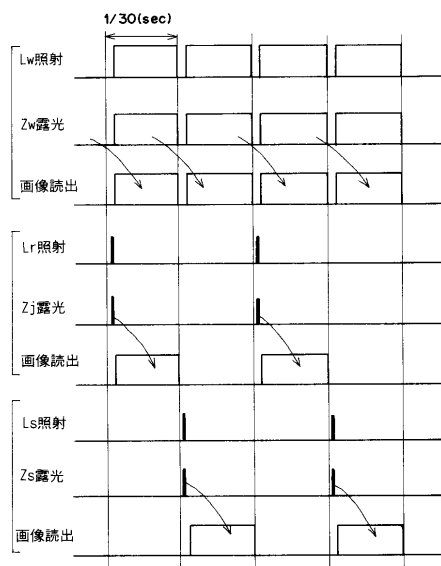 1/30(sec)
Lw照射
Zw露光
画像読出
Lr照射
Zj露光
画像読出
Ls照射
Zs露光
画像読出